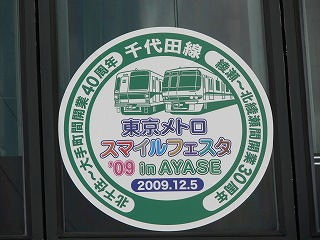 千代田線
北千住~大手町間開業40周年
綾瀬~北綾瀬間開業30周年
東京メトロ
スマイルフェスタ
'09 in AYASE
2009.12.5